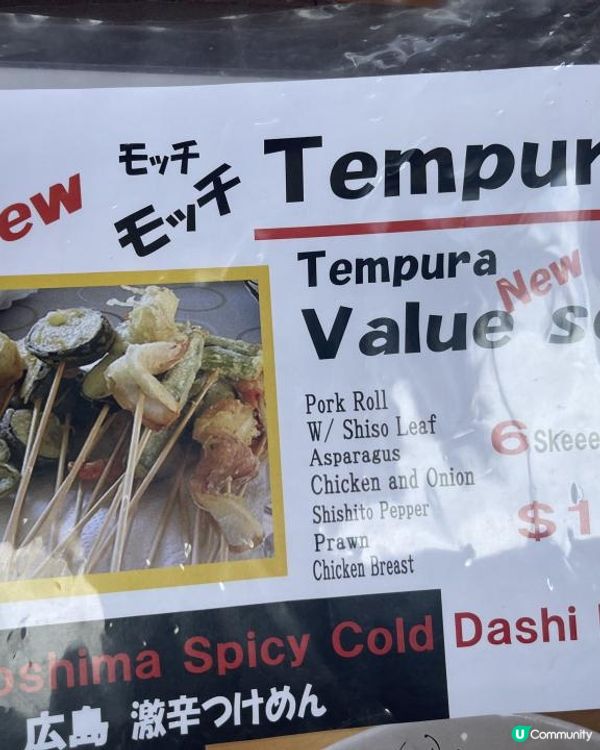 モッチ
モッチ
ew
Tempur
Tempura
New
Value s
Pork Roll
W/ Shiso Leaf
Asparagus
Chicken and Onion
Shishito Pepper
Prawn
Chicken Breast
6 Skeee
$1
oshima Spicy Cold Dashi
広島 激辛つけめん
U Community